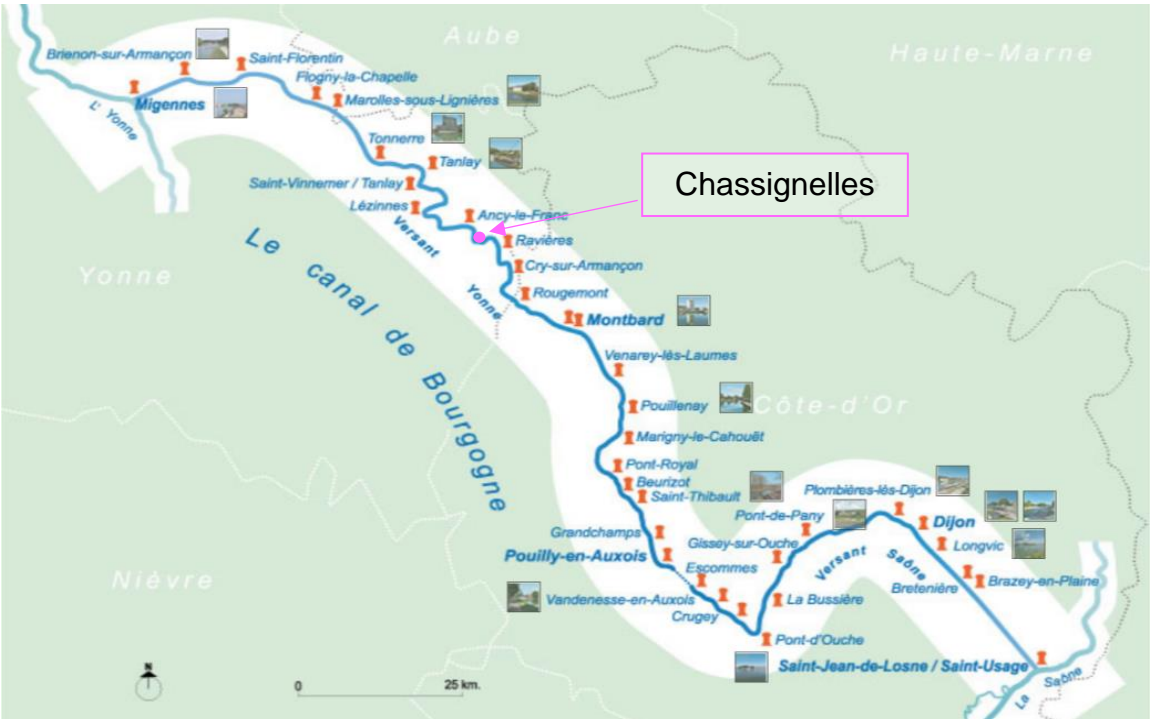 Aube
Haute-Marne
Brienon-sur-Armançon
Saint-Florentin
Flogny-la-Chapelle
Migennes
Marolles-sous-Lignières
L' Yonne
Tonnerre
Tanlay
Chassignelles
Saint-Vinnemer / Tanlay
Lézinnes
Ancy-le-Franc
Versant Yonne
Ravières
Cry-sur-Armançon
Yonne
Rougemont
Le canal de Bourgogne
Montbard
Venarey-lès-Laumes
Pouillenay
Côte-d'Or
Marigny-le-Cahouët
Pont-Royal
Beurizot
Saint-Thibault
Plombières-lès-Dijon
Pont-de-Pany
Dijon
Grandchamps
Gissey-sur-Ouche
Longvic
Pouilly-en-Auxois
Versant Saône
Escommes
Bretenière
Brazey-en-Plaine
Nièvre
Vandenesse-en-Auxois
La Bussière
Crugey
Pont-d'Ouche
Saint-Jean-de-Losne / Saint-Usage
La Saône
N
0
25 km.